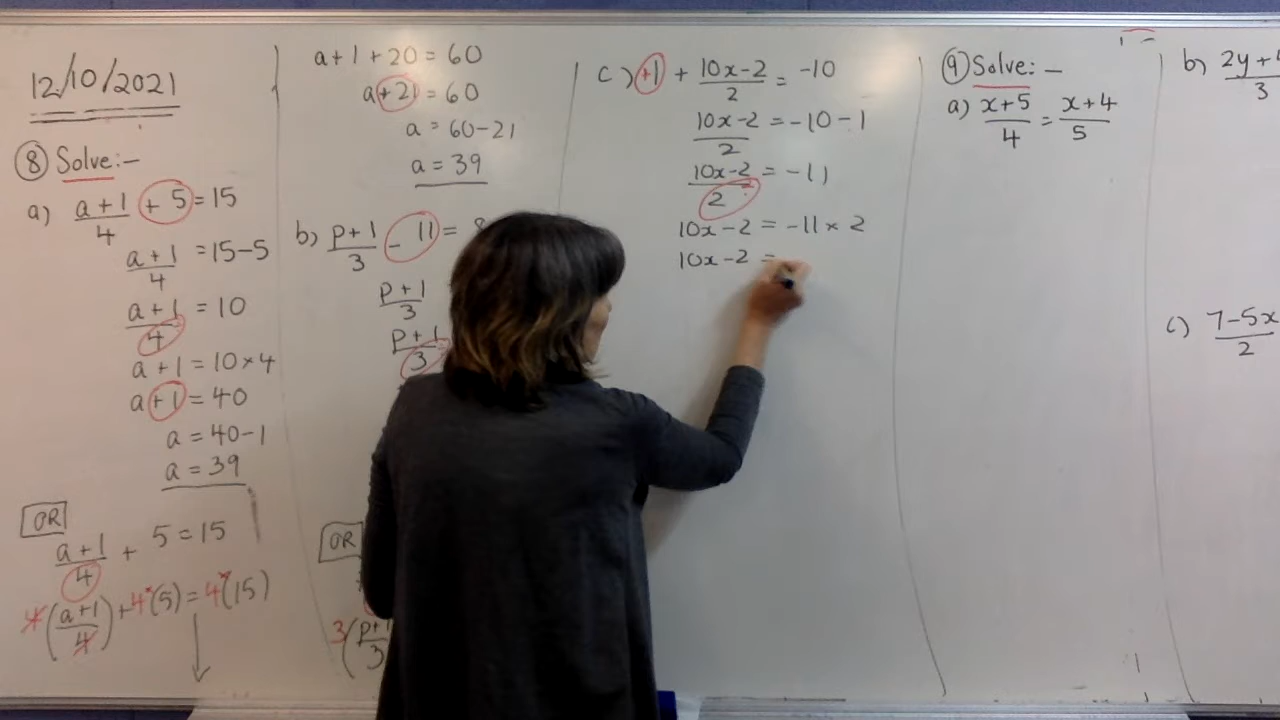 12/10/2021
⑧ Solve:-
a) (a+1)/4 + 5 = 15
(a+1)/4 = 15-5
(a+1)/4 = 10
a+1 = 10×4
a+1 = 40
a = 40-1
a = 39
OR
(a+1)/4 + 5 = 15
4((a+1)/4) + 4(5) = 4(15)
a+1+20 = 60
a+21 = 60
a = 60-21
a = 39
b) (p+1)/3 - 11 =
(p+1)/3
(p+1)/3
OR
3((p+1)/3
c) +1 + (10x-2)/2 = -10
(10x-2)/2 = -10-1
(10x-2)/2 = -11
10x-2 = -11×2
10x-2 =
⑨ Solve:-
a) (x+5)/4 = (x+4)/5
b) (2y+4)/3
c) (7-5x)/2